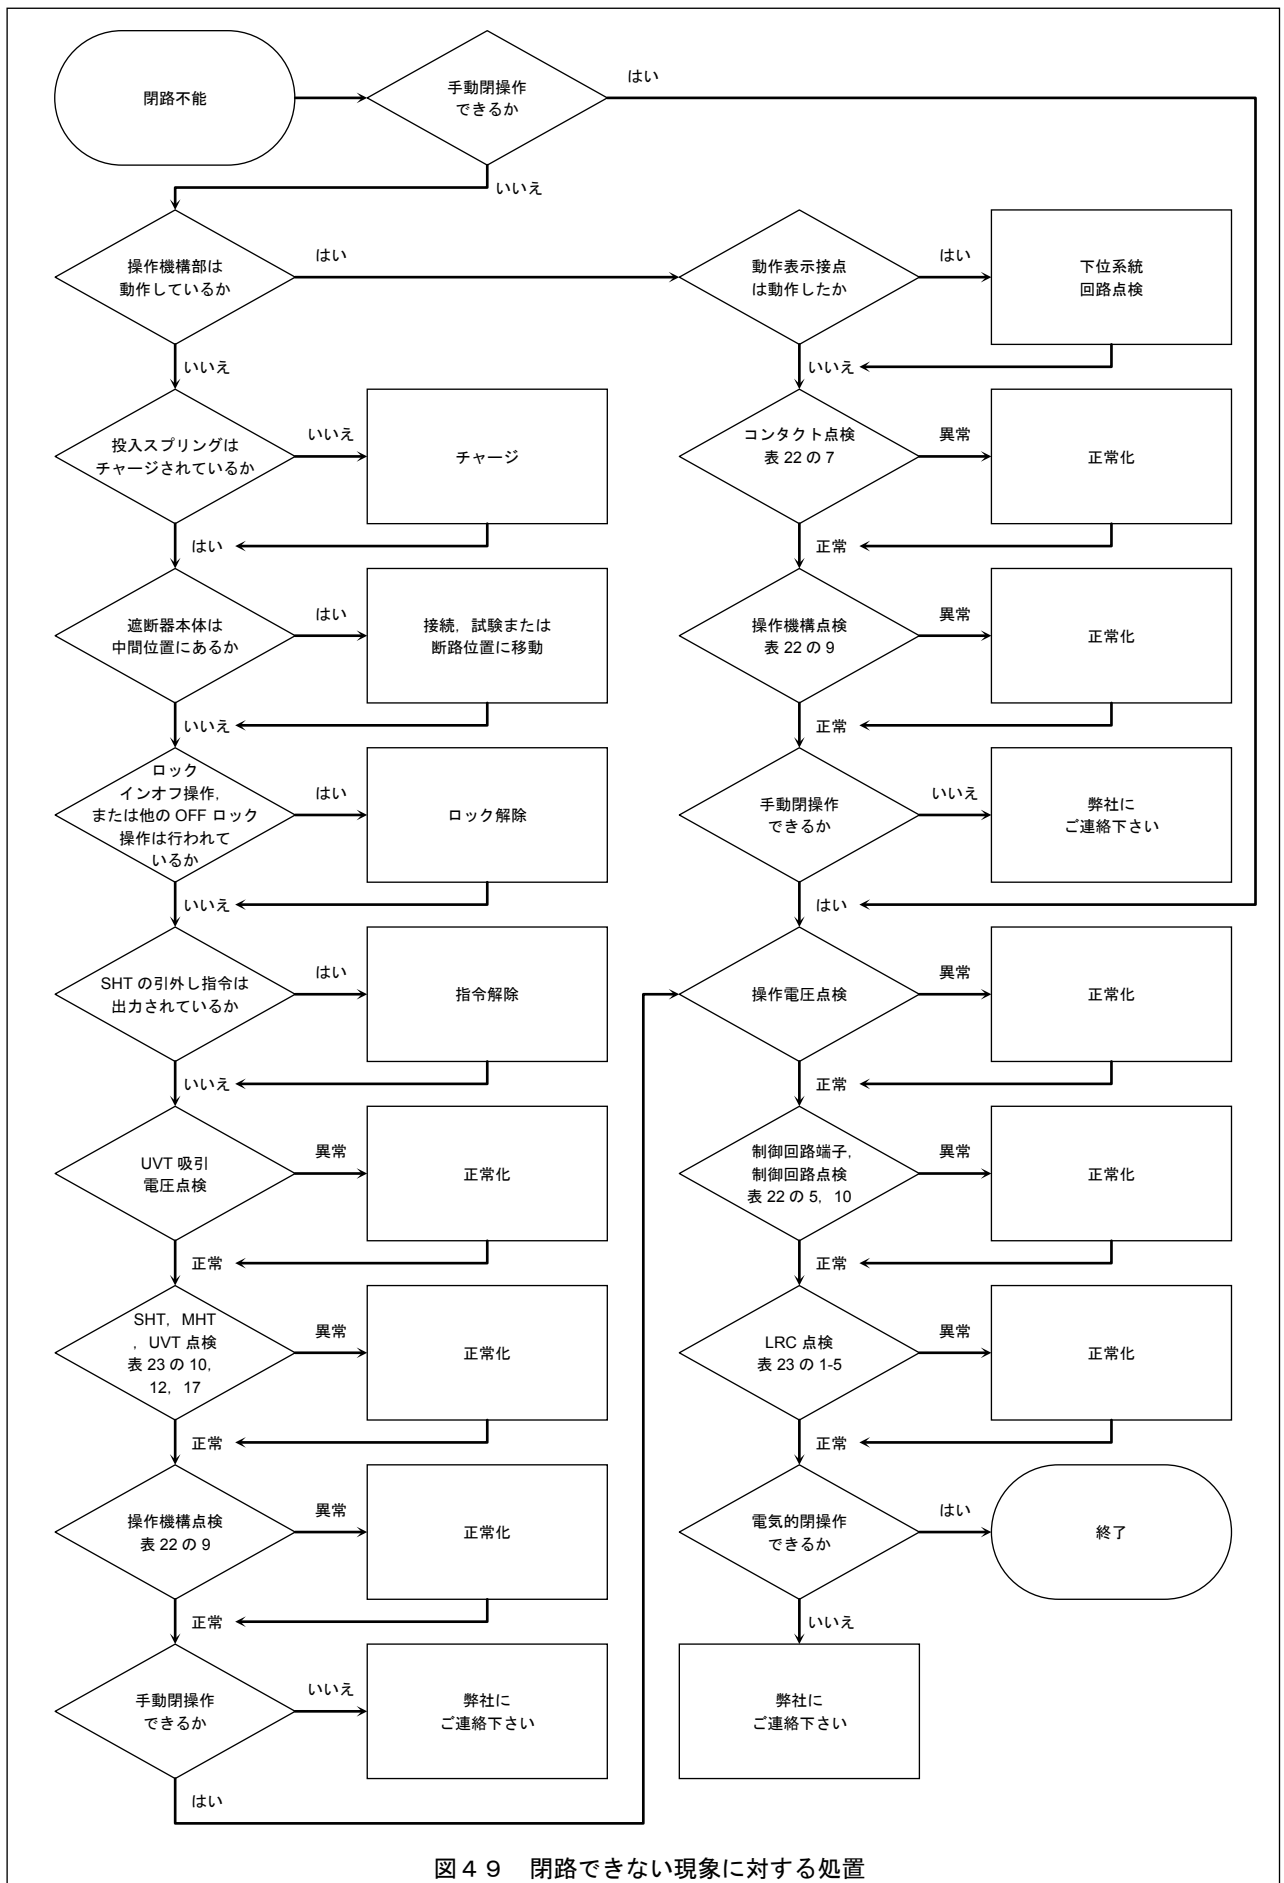 閉路不能
手動閉操作
できるか
はい
いいえ
操作機構部は
動作しているか
はい
動作表示接点
は動作したか
はい
下位系統
回路点検
いいえ
いいえ
投入スプリングは
チャージされているか
いいえ
チャージ
コンタクト点検
表 22 の 7
異常
正常化
はい
正常
遮断器本体は
中間位置にあるか
はい
接続，試験または
断路位置に移動
操作機構点検
表 22 の 9
異常
正常化
いいえ
正常
ロック
インオフ操作，
または他の OFF ロック
操作は行われて
いるか
はい
ロック解除
手動閉操作
できるか
いいえ
弊社に
ご連絡下さい
いいえ
はい
SHT の引外し指令は
出力されているか
はい
指令解除
操作電圧点検
異常
正常化
いいえ
正常
UVT 吸引
電圧点検
異常
正常化
制御回路端子，
制御回路点検
表 22 の 5，10
異常
正常化
正常
正常
SHT，MHT
，UVT 点検
表 23 の 10，
12，17
異常
正常化
LRC 点検
表 23 の 1-5
異常
正常化
正常
正常
操作機構点検
表 22 の 9
異常
正常化
電気的閉操作
できるか
はい
終了
正常
いいえ
手動閉操作
できるか
いいえ
弊社に
ご連絡下さい
弊社に
ご連絡下さい
はい
図４９　閉路できない現象に対する処置